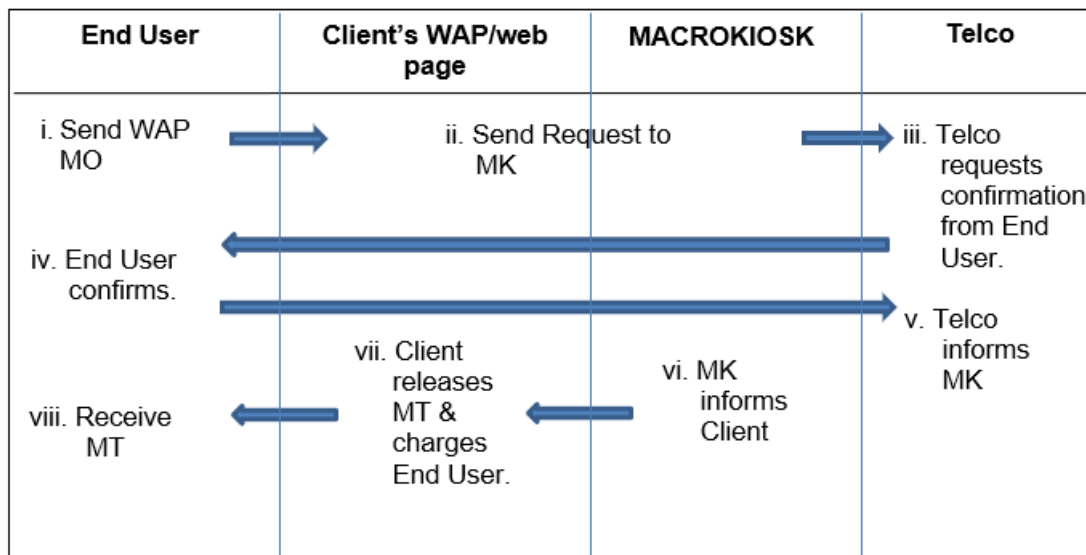 End User
Client's WAP/web
page
MACROKIOSK
Telco
i. Send WAP
MO
ii. Send Request to
MK
iii. Telco
requests
confirmation
from End
User.
iv. End User
confirms.
v. Telco
informs
MK
vi. MK
informs
Client
vii. Client
releases
MT &
charges
End User.
viii. Receive
MT